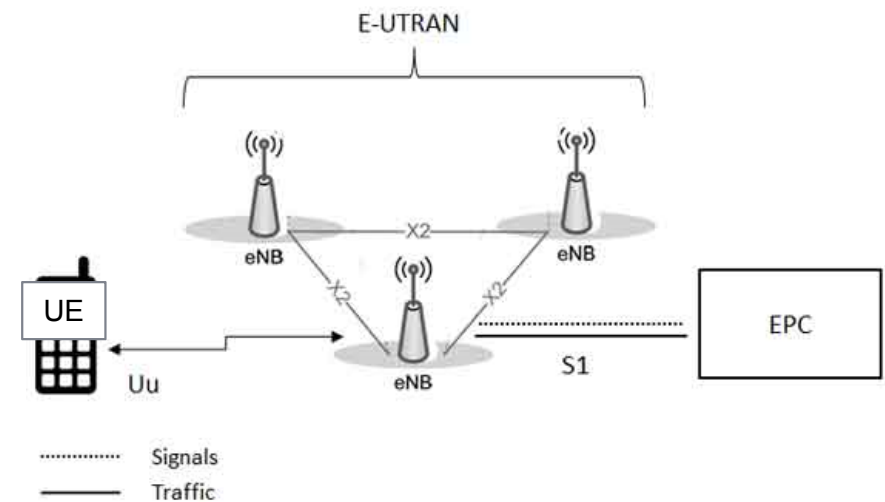 E-UTRAN
X2
eNB
eNB
X2
X2
UE
EPC
S1
Uu
eNB
Signals
Traffic